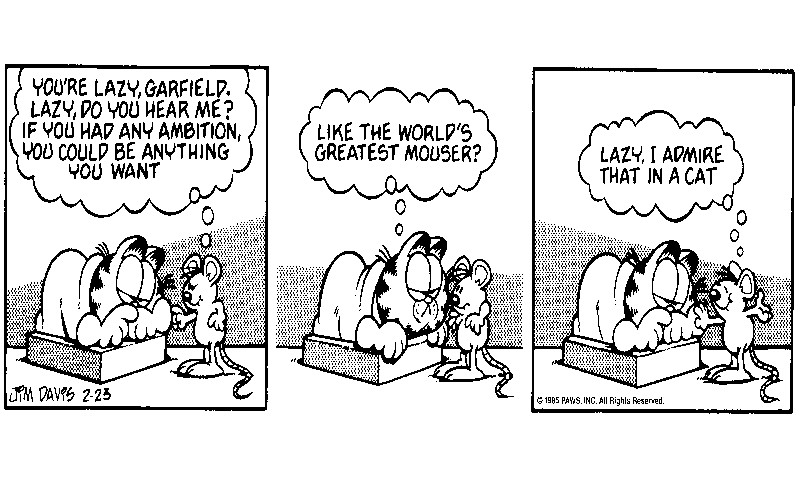 YOU'RE LAZY, GARFIELD.
LAZY, DO YOU HEAR ME?
IF YOU HAD ANY AMBITION,
YOU COULD BE ANYTHING
YOU WANT
LIKE THE WORLD'S
GREATEST MOUSER?
LAZY, I ADMIRE
THAT IN A CAT
JIM DAVIS 2-23
© 1985 PAWS, INC. All Rights Reserved.